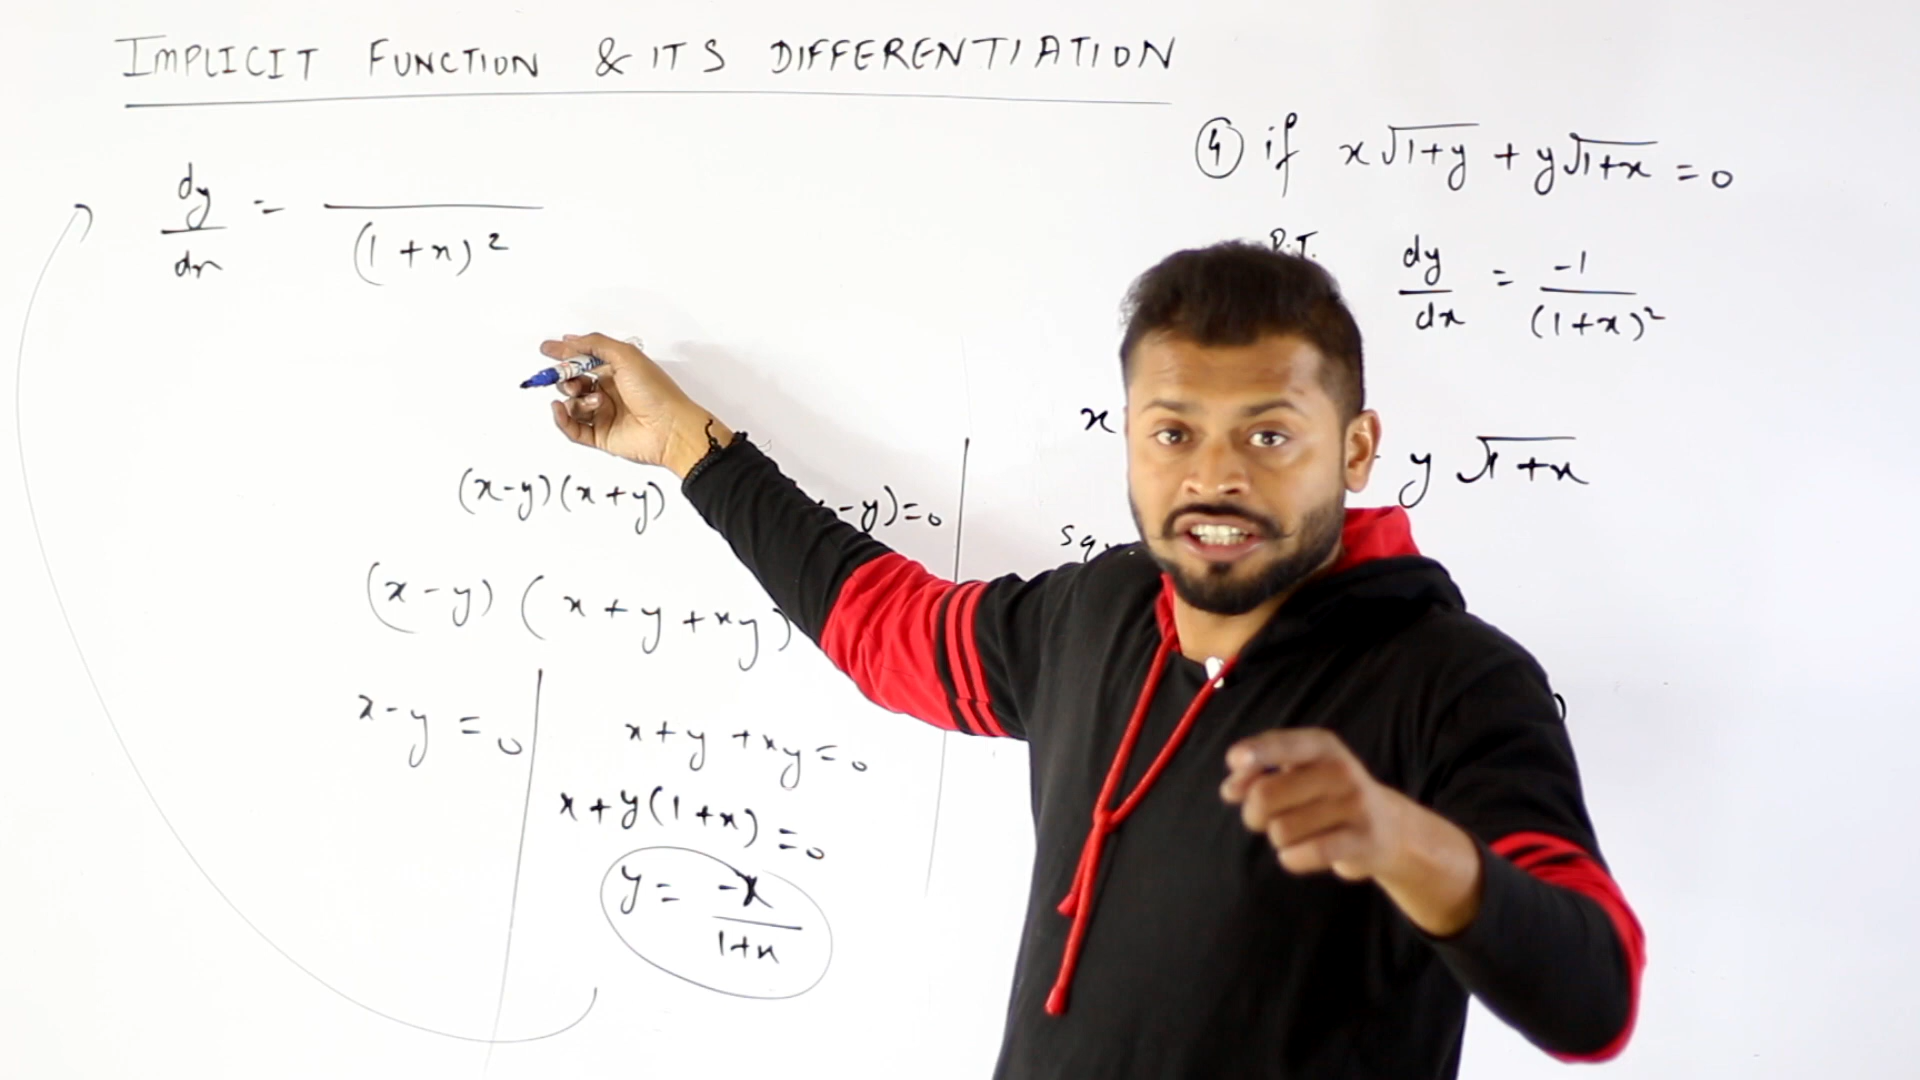 IMPLICIT FUNCTION & ITS DIFFERENTIATION
④ if x√1+y + y√1+x = 0
P.T. dy/dx = -1/(1+x)²
dy/dx = /(1+x)²
x
y √1+x
(x-y)(x+y)
-y)=0
(x-y) (x+y+xy)
x-y = 0
x+y+xy=0
x+y(1+x) = 0
y = -x/1+x